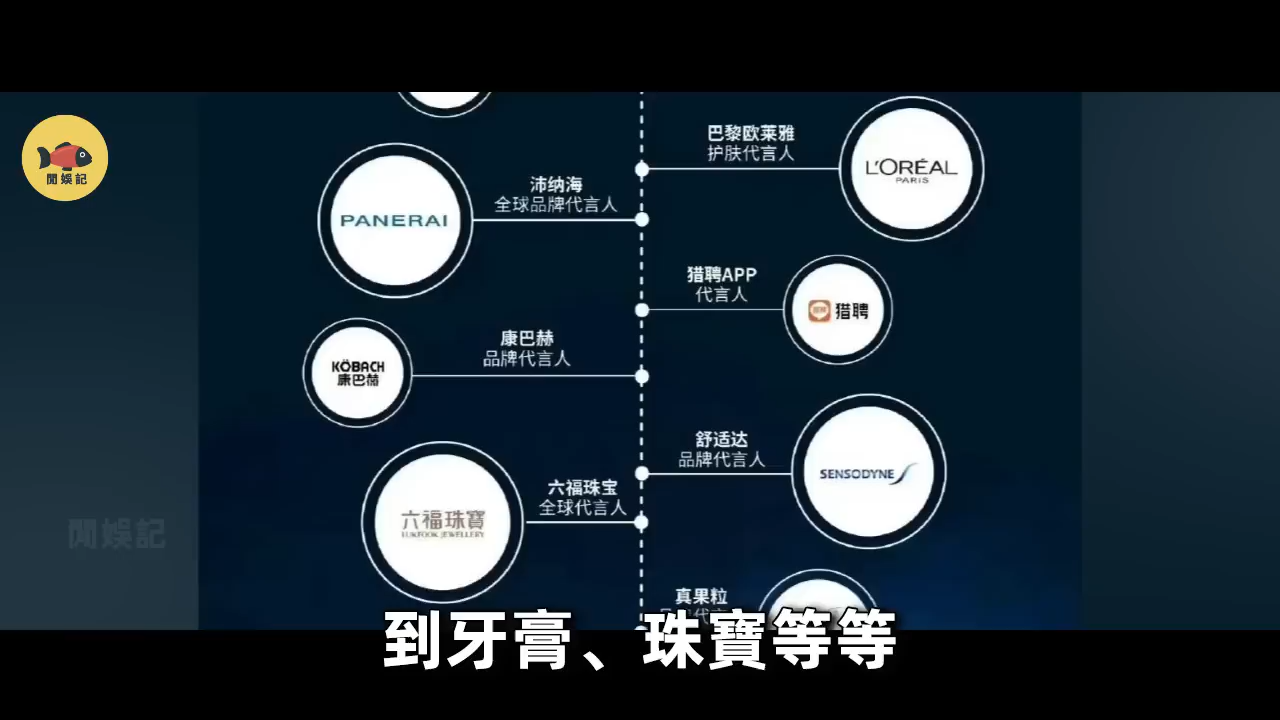 巴黎欧莱雅
护肤代言人
L'ORÉAL
PARIS
聞娛記
沛纳海
全球品牌代言人
PANERAI
猎聘APP
代言人
猎聘
康巴赫
品牌代言人
KÖBACH
康巴赫
舒适达
品牌代言人
SENSODYNE
六福珠宝
全球代言人
六福珠寶
LUKFOOK JEWELLERY
聞娛記
真果粒
到牙膏、珠寶等等